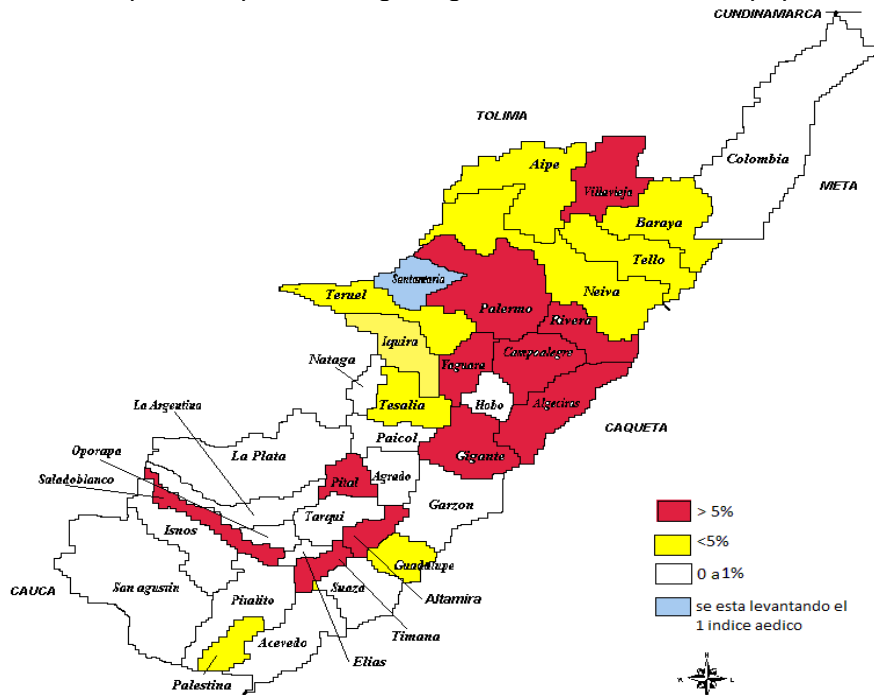 CUNDINAMARCA
TOLIMA
Colombia
META
Aipe
Villavieja
Baraya
Tello
Santamaria
Neiva
Teruel
Palermo
Rivera
Iquira
Nataga
Yaguara
Campoalegre
La Argentina
Tesalia
Hobo
Algeciras
CAQUETA
Oporapa
Paicol
La Plata
Gigante
Saladoblanco
Pital
Agrado
Garzon
Isnos
Tarqui
Guadalupe
CAUCA
San agustin
Suaza
Altamira
Pitalito
Timana
Acevedo
Elias
Palestina
> 5%
<5%
0 a1%
se esta levantando el
1 indice aedico
N